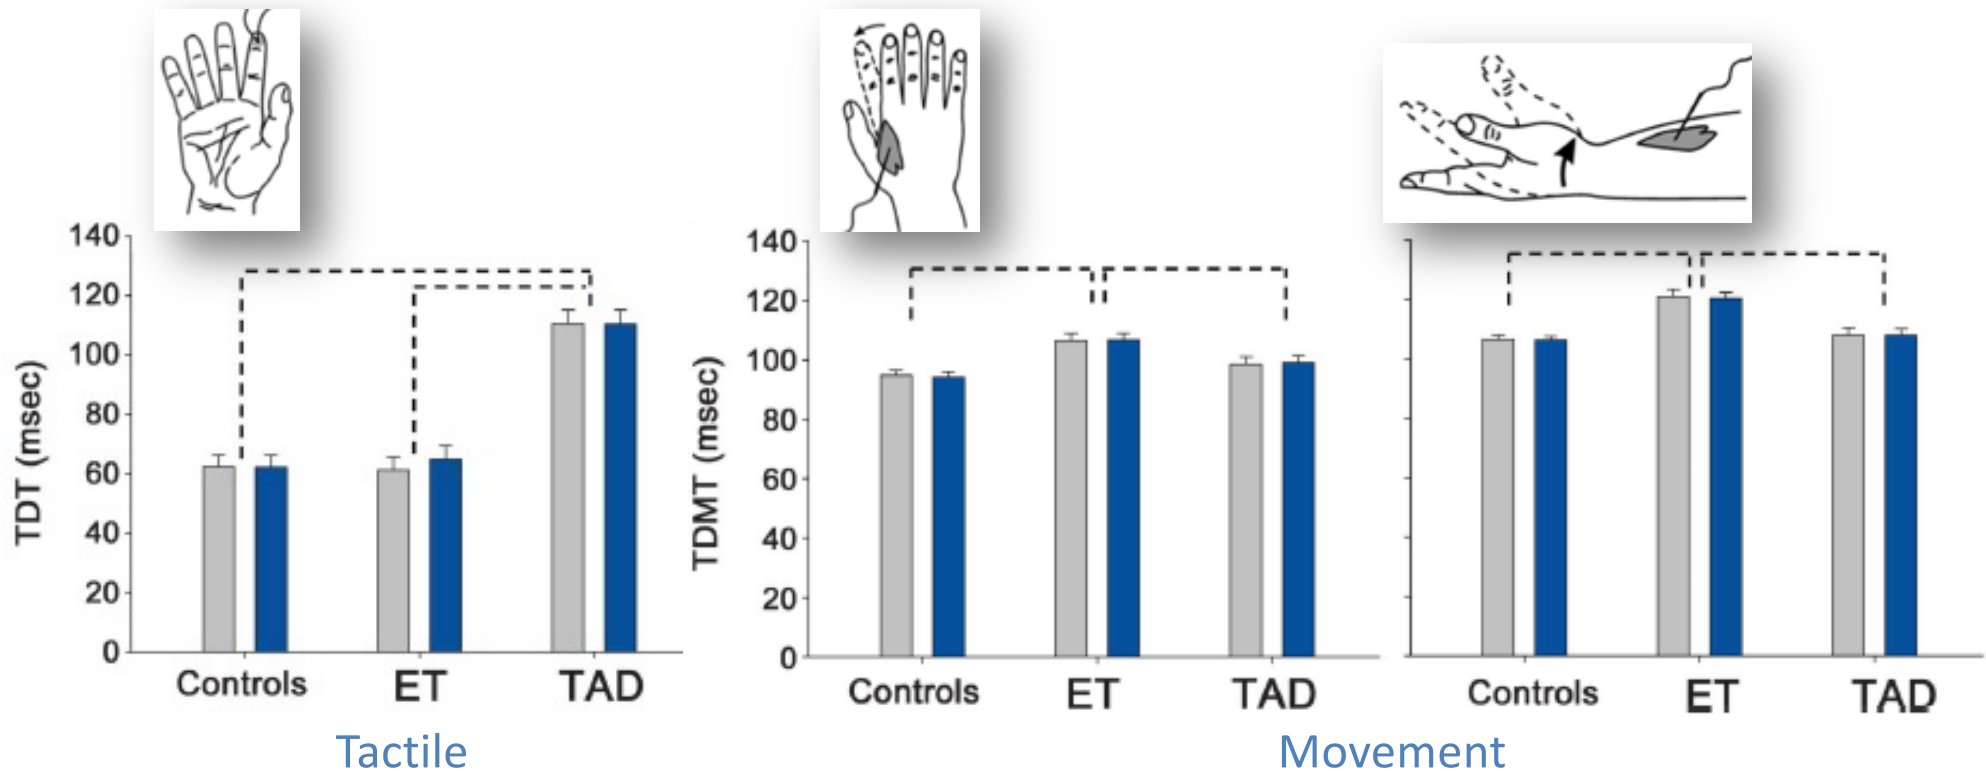 TDT (msec)
140
120
100
80
60
40
20
0
Controls ET TAD
Tactile
TDMT (msec)
140
120
100
80
60
40
20
0
Controls ET TAD
Controls ET TAD
Movement